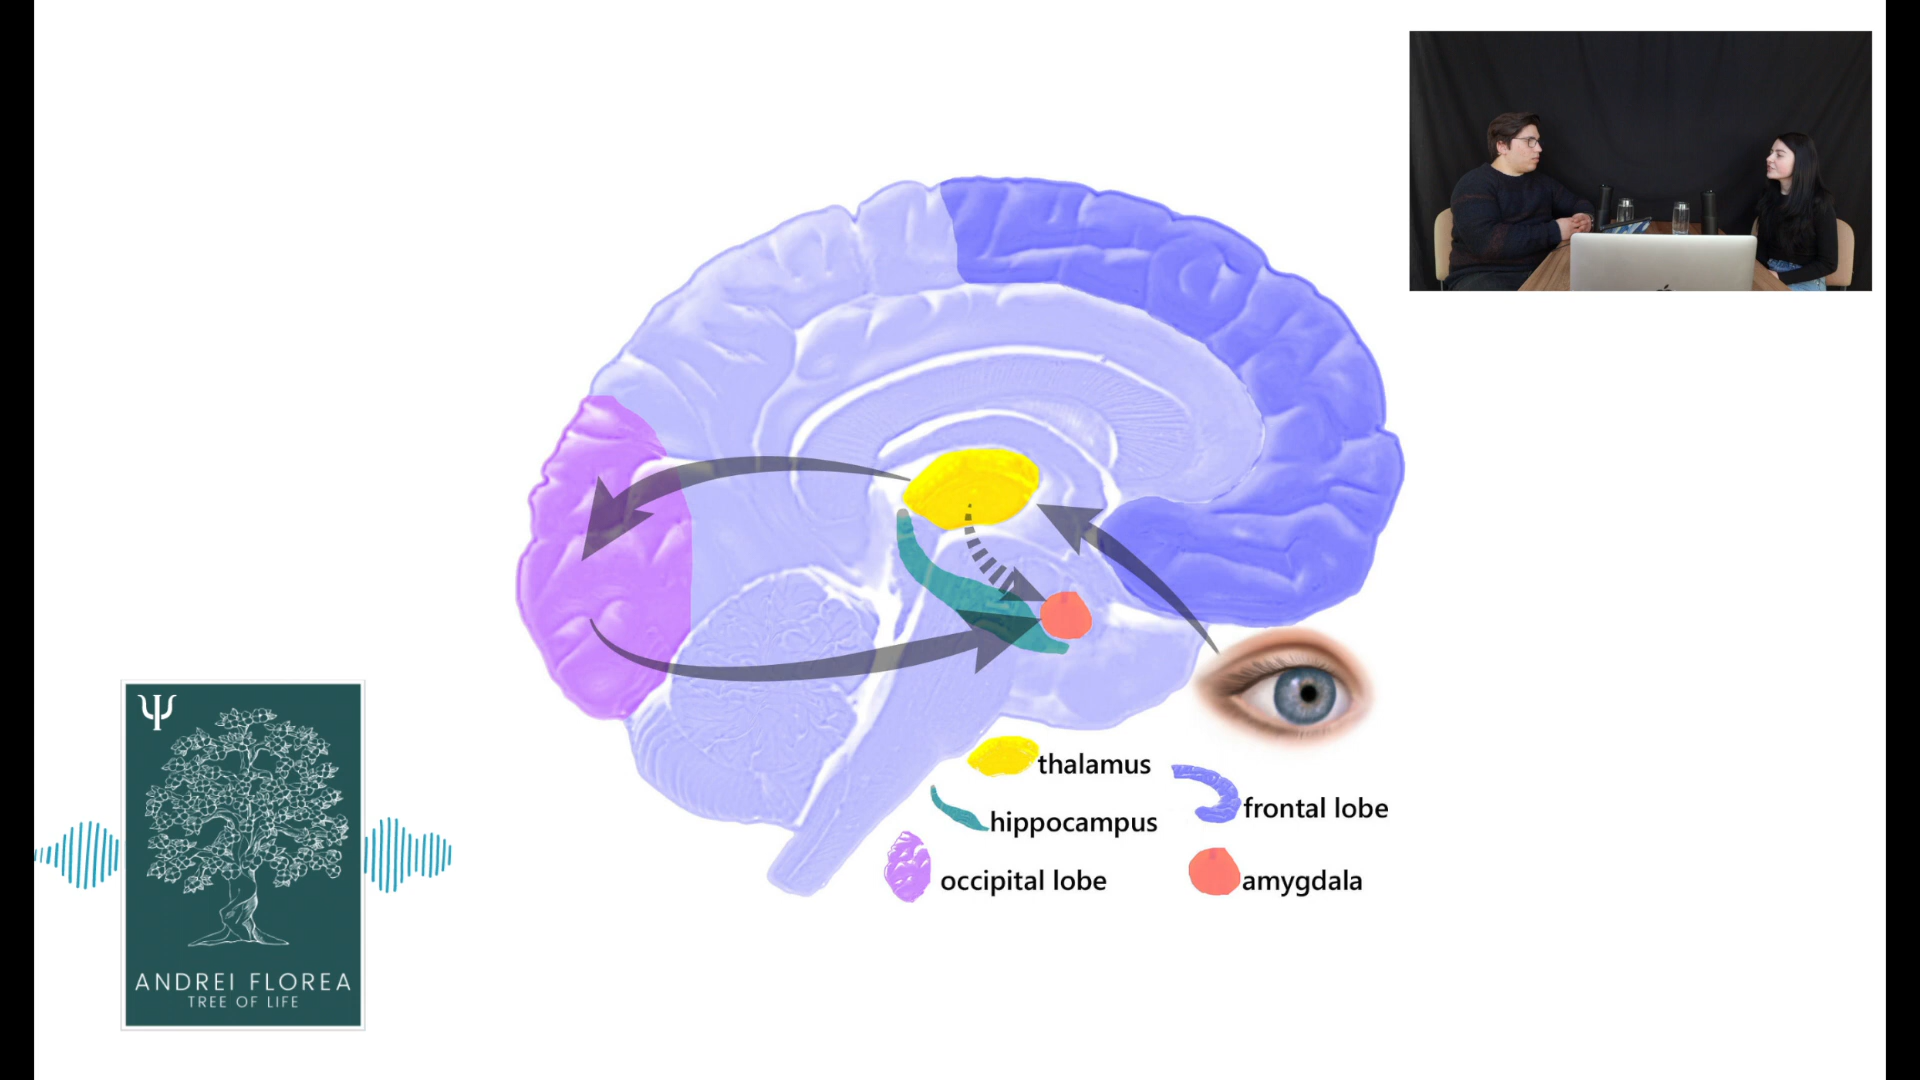 thalamus
hippocampus
frontal lobe
occipital lobe
amygdala
Ψ
ANDREI FLOREA
TREE OF LIFE